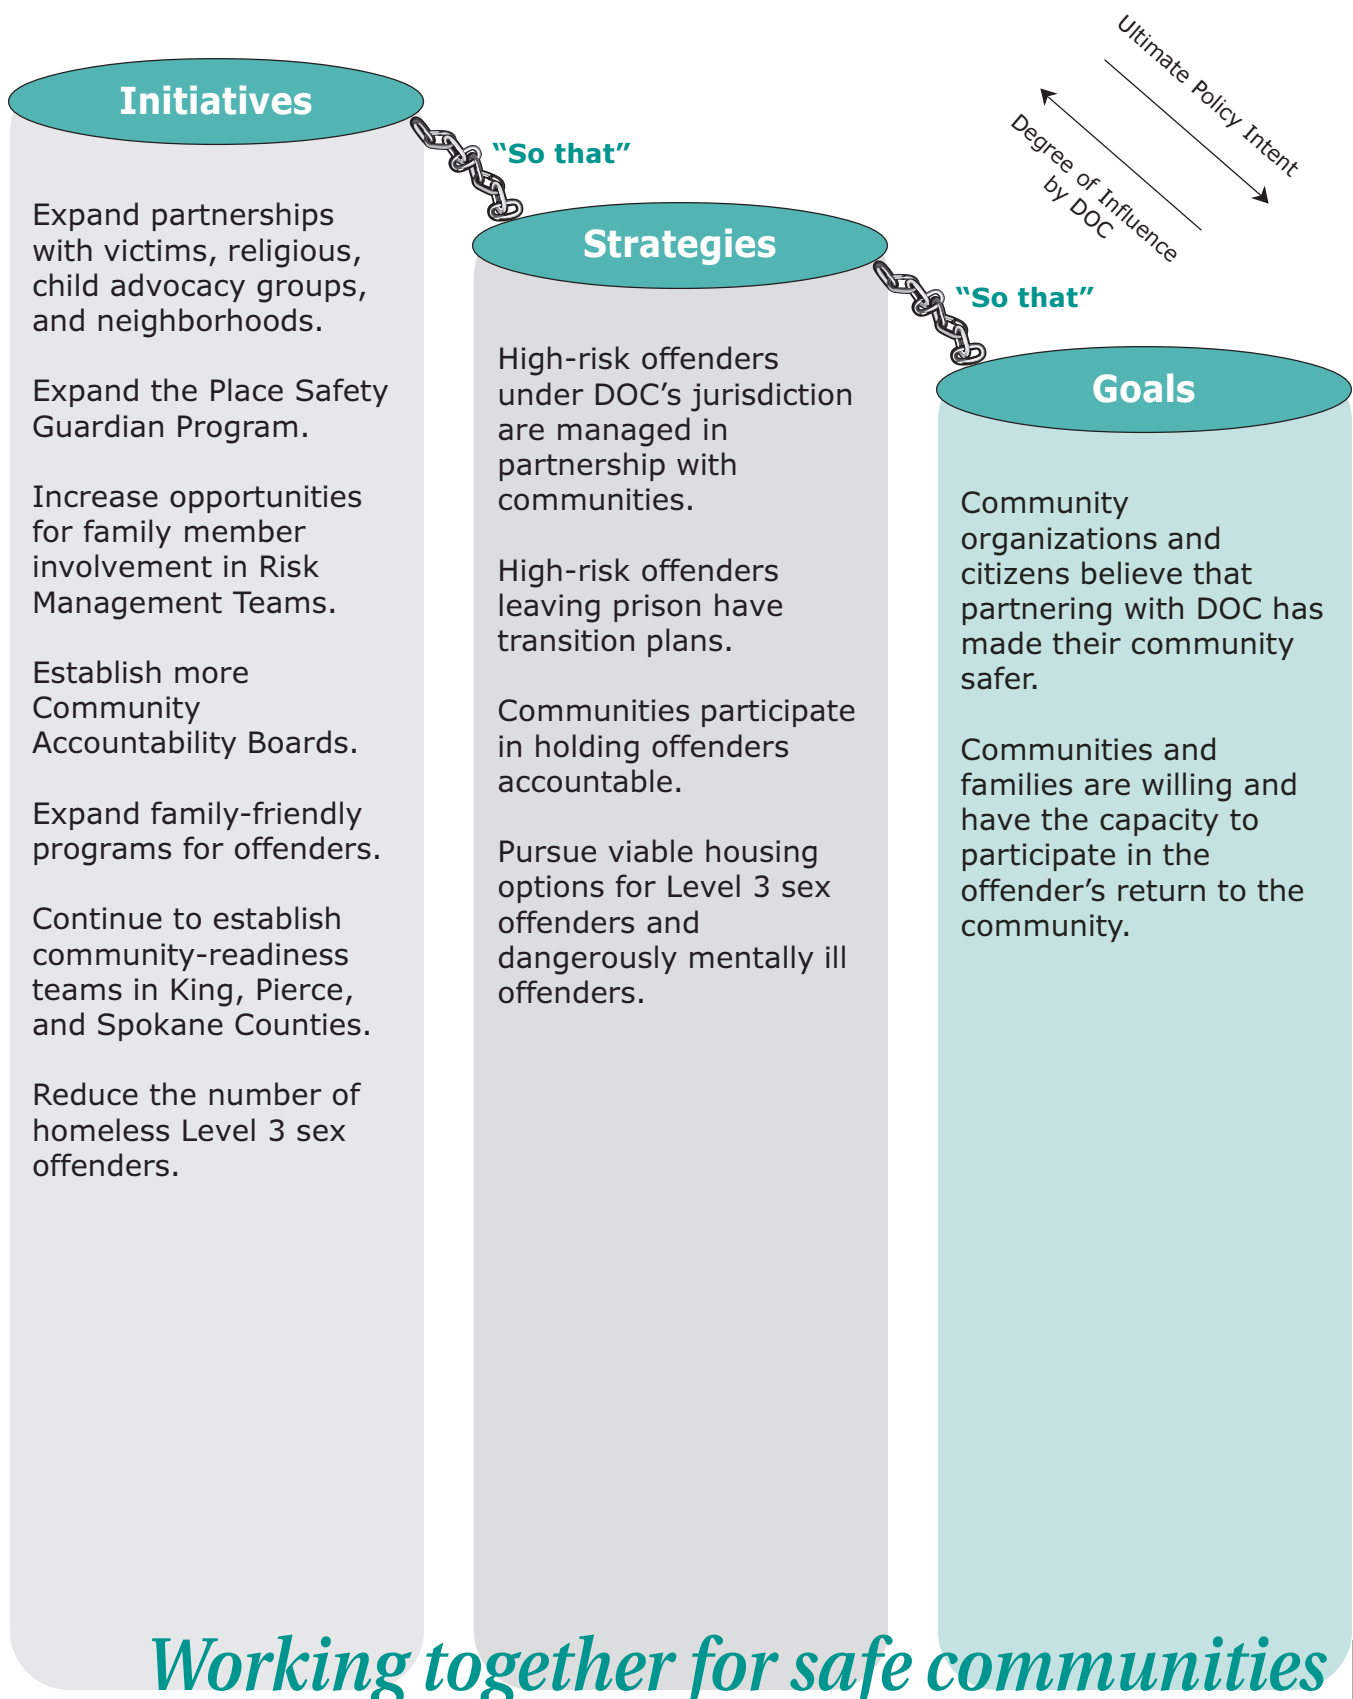 Ultimate Policy Intent
Degree of Influence
by DOC
Initiatives
“So that”
Strategies
“So that”
Goals
Expand partnerships
with victims, religious,
child advocacy groups,
and neighborhoods.
Expand the Place Safety
Guardian Program.
Increase opportunities
for family member
involvement in Risk
Management Teams.
Establish more
Community
Accountability Boards.
Expand family-friendly
programs for offenders.
Continue to establish
community-readiness
teams in King, Pierce,
and Spokane Counties.
Reduce the number of
homeless Level 3 sex
offenders.
High-risk offenders
under DOC’s jurisdiction
are managed in
partnership with
communities.
High-risk offenders
leaving prison have
transition plans.
Communities participate
in holding offenders
accountable.
Pursue viable housing
options for Level 3 sex
offenders and
dangerously mentally ill
offenders.
Community
organizations and
citizens believe that
partnering with DOC has
made their community
safer.
Communities and
families are willing and
have the capacity to
participate in the
offender’s return to the
community.
Working together for safe communities